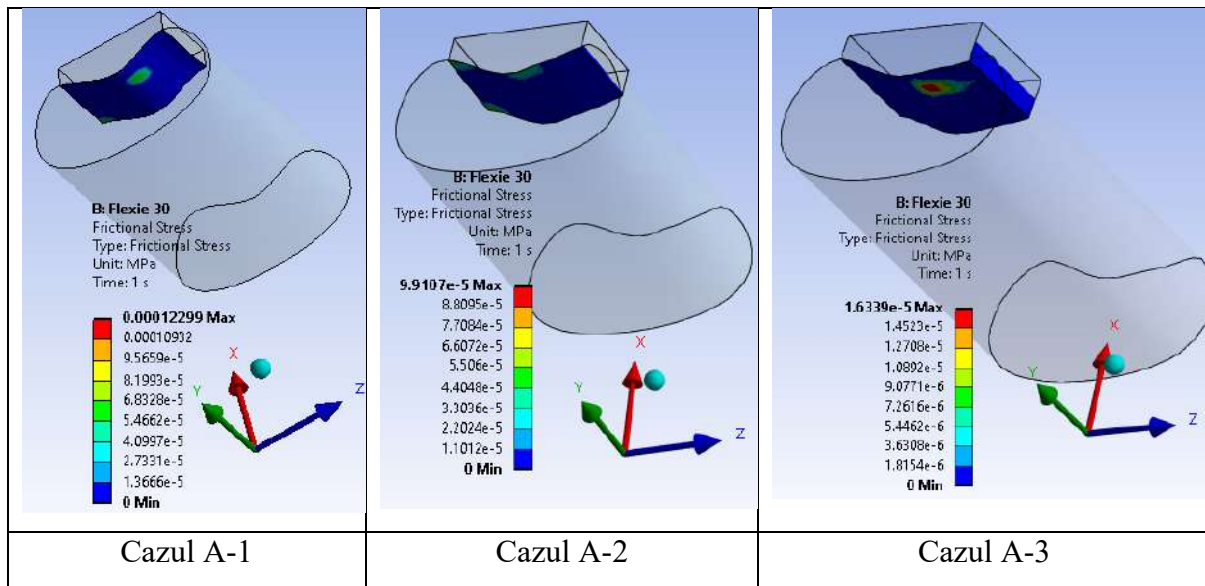 B: Flexie 30
Frictional Stress
Type: Frictional Stress
Unit: MPa
Time: 1 s
0.00012299 Max
0.00010932
9.5659e-5
8.1993e-5
6.8328e-5
5.4662e-5
4.0997e-5
2.7331e-5
1.3666e-5
0 Min
X
Y
Z
Cazul A-1
B: Flexie 30
Frictional Stress
Type: Frictional Stress
Unit: MPa
Time: 1 s
9.9107e-5 Max
8.8095e-5
7.7084e-5
6.6072e-5
5.506e-5
4.4048e-5
3.3036e-5
2.2024e-5
1.1012e-5
0 Min
X
Y
Z
Cazul A-2
B: Flexie 30
Frictional Stress
Type: Frictional Stress
Unit: MPa
Time: 1 s
1.6339e-5 Max
1.4523e-5
1.2708e-5
1.0892e-5
9.0771e-6
7.2616e-6
5.4462e-6
3.6308e-6
1.8154e-6
0 Min
X
Y
Z
Cazul A-3